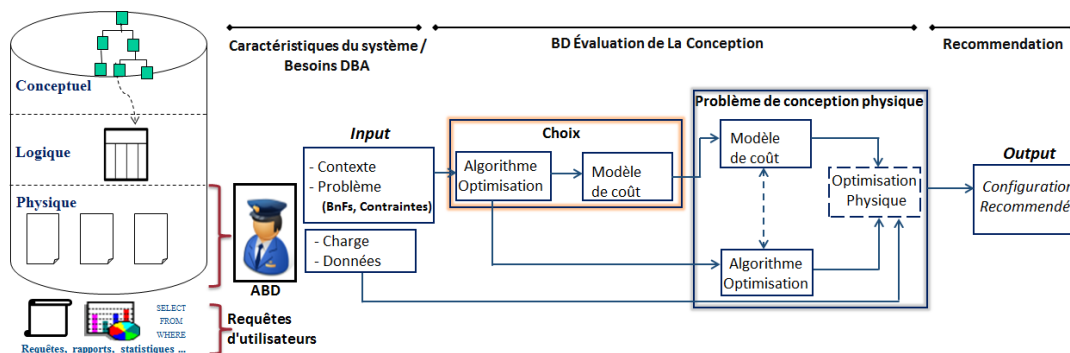 Caractéristiques du système /
Besoins DBA
BD Évaluation de La Conception
Recommendation
Conceptuel
Logique
Physique
ABD
Requêtes, rapports, statistiques ...
SELECT
FROM
WHERE
Requêtes
d'utilisateurs
Input
- Contexte
- Problème
(BnFs, Contraintes)
- Charge
- Données
Choix
Algorithme
Optimisation
Modèle
de coût
Problème de conception physique
Modèle
de coût
Optimisation
Physique
Algorithme
Optimisation
Output
Configuration
Recommendé